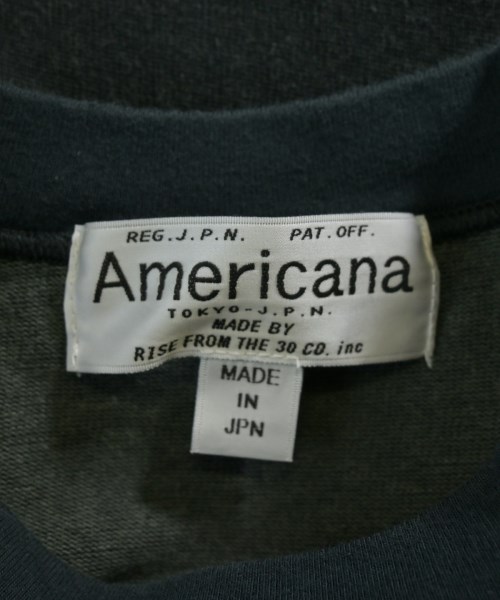 REG.J.P.N. PAT.OFF.
Americana
TOKYO-J.P.N.
MADE BY
RISE FROM THE 30 CO. inc
MADE
IN
JPN